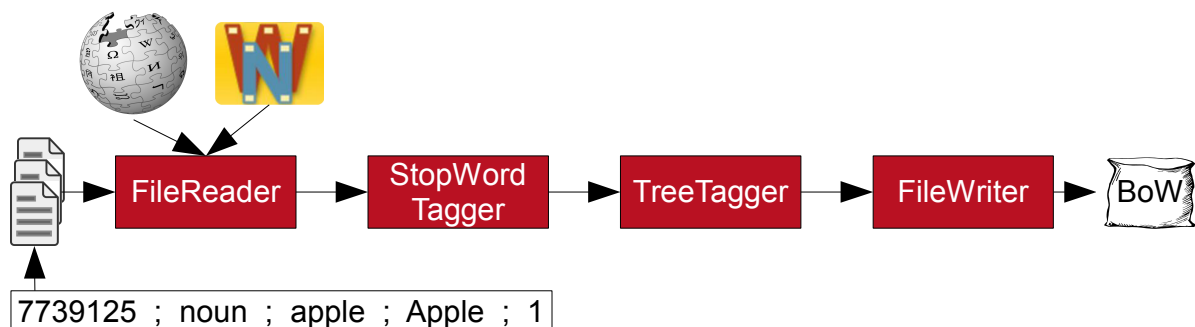 W N
FileReader
StopWord
Tagger
TreeTagger
FileWriter
BoW
7739125 ; noun ; apple ; Apple ; 1